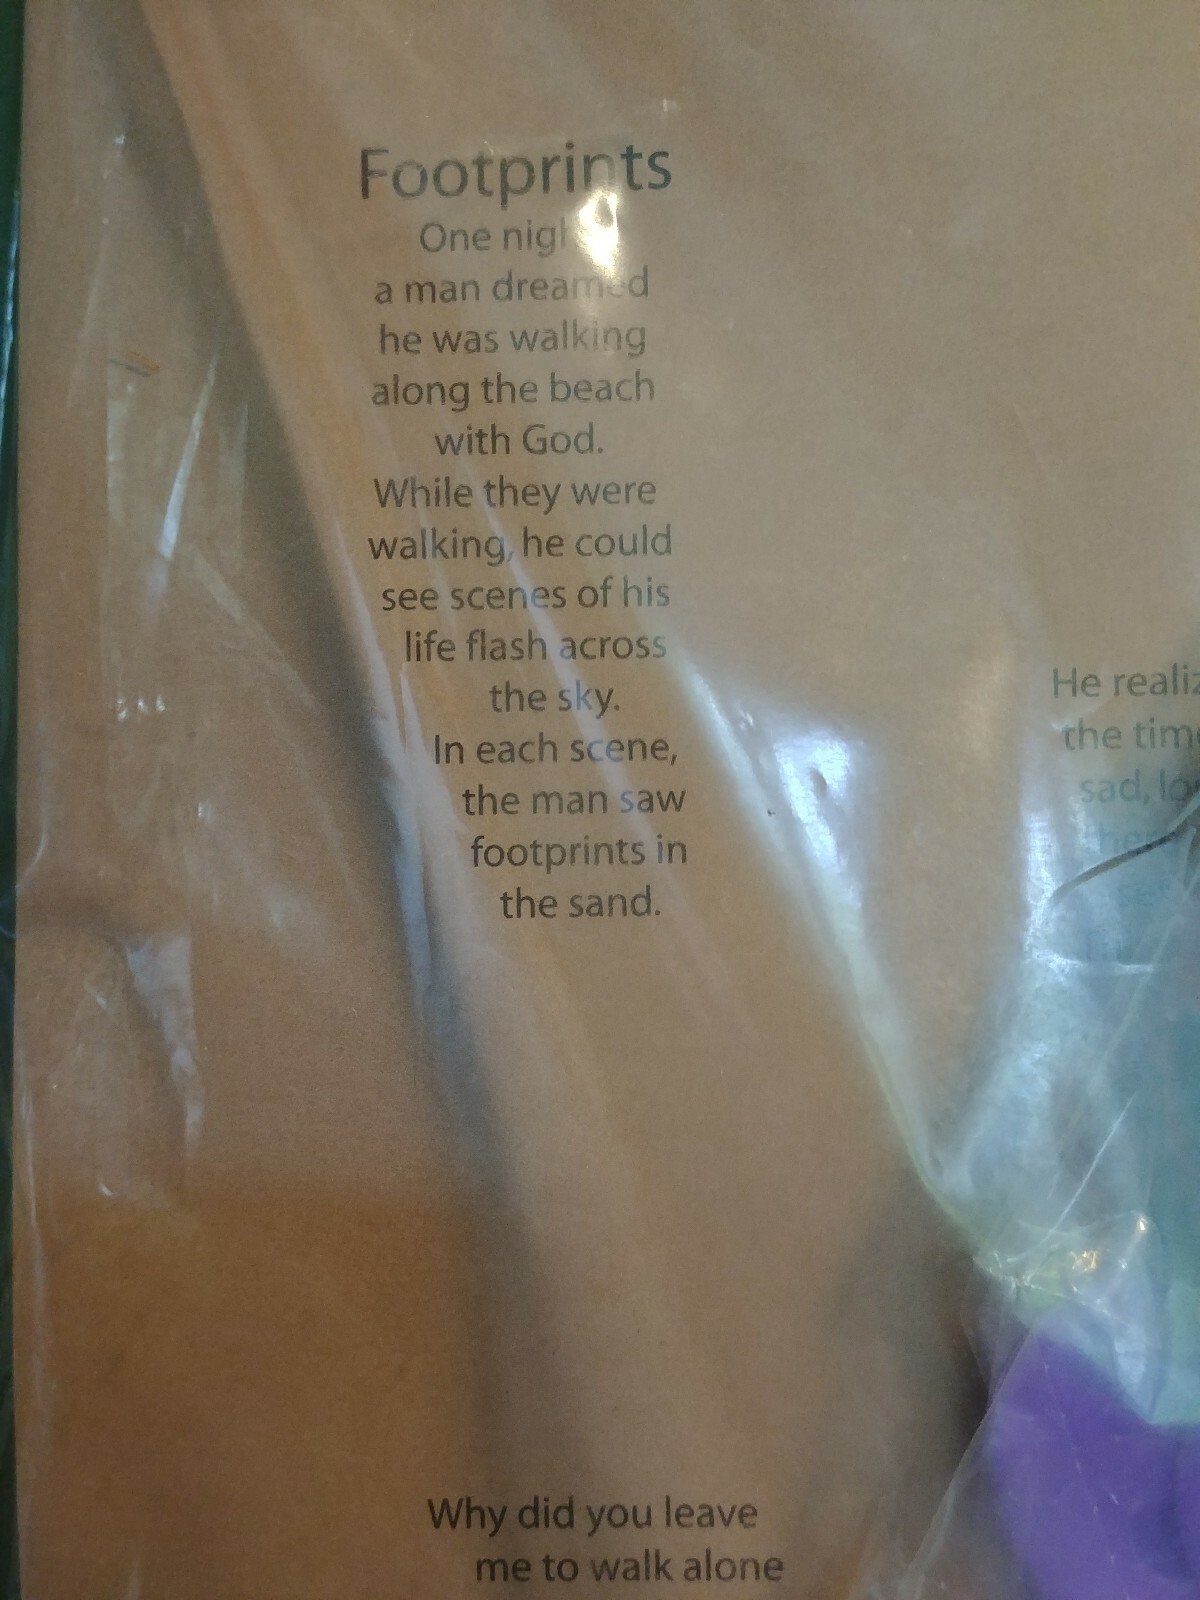 Footprints
One
a man dreamed
he was walking
along the beach
with God.
While they were
walking, he could
see scenes of his
life flash across
the sky.
In each scene,
the man saw
footprints in
the sand.
He
the
sad,
Why did you leave
me to walk alone